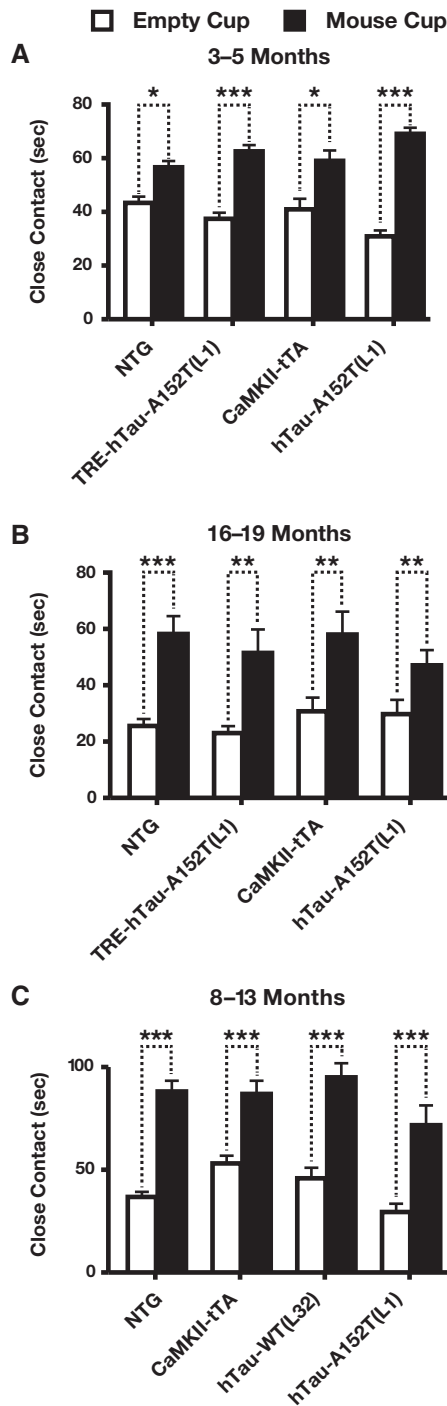 Empty Cup Mouse Cup
A
3–5 Months
Close Contact (sec)
80
60
40
20
0
* *** * ***
NTG
TRE-hTau-A152T(L1)
CaMKII-tTA
hTau-A152T(L1)
B
16–19 Months
Close Contact (sec)
80
60
40
20
0
*** ** ** **
NTG
TRE-hTau-A152T(L1)
CaMKII-tTA
hTau-A152T(L1)
C
8–13 Months
Close Contact (sec)
100
50
0
*** *** *** ***
NTG
CaMKII-tTA
hTau-WT(L32)
hTau-A152T(L1)